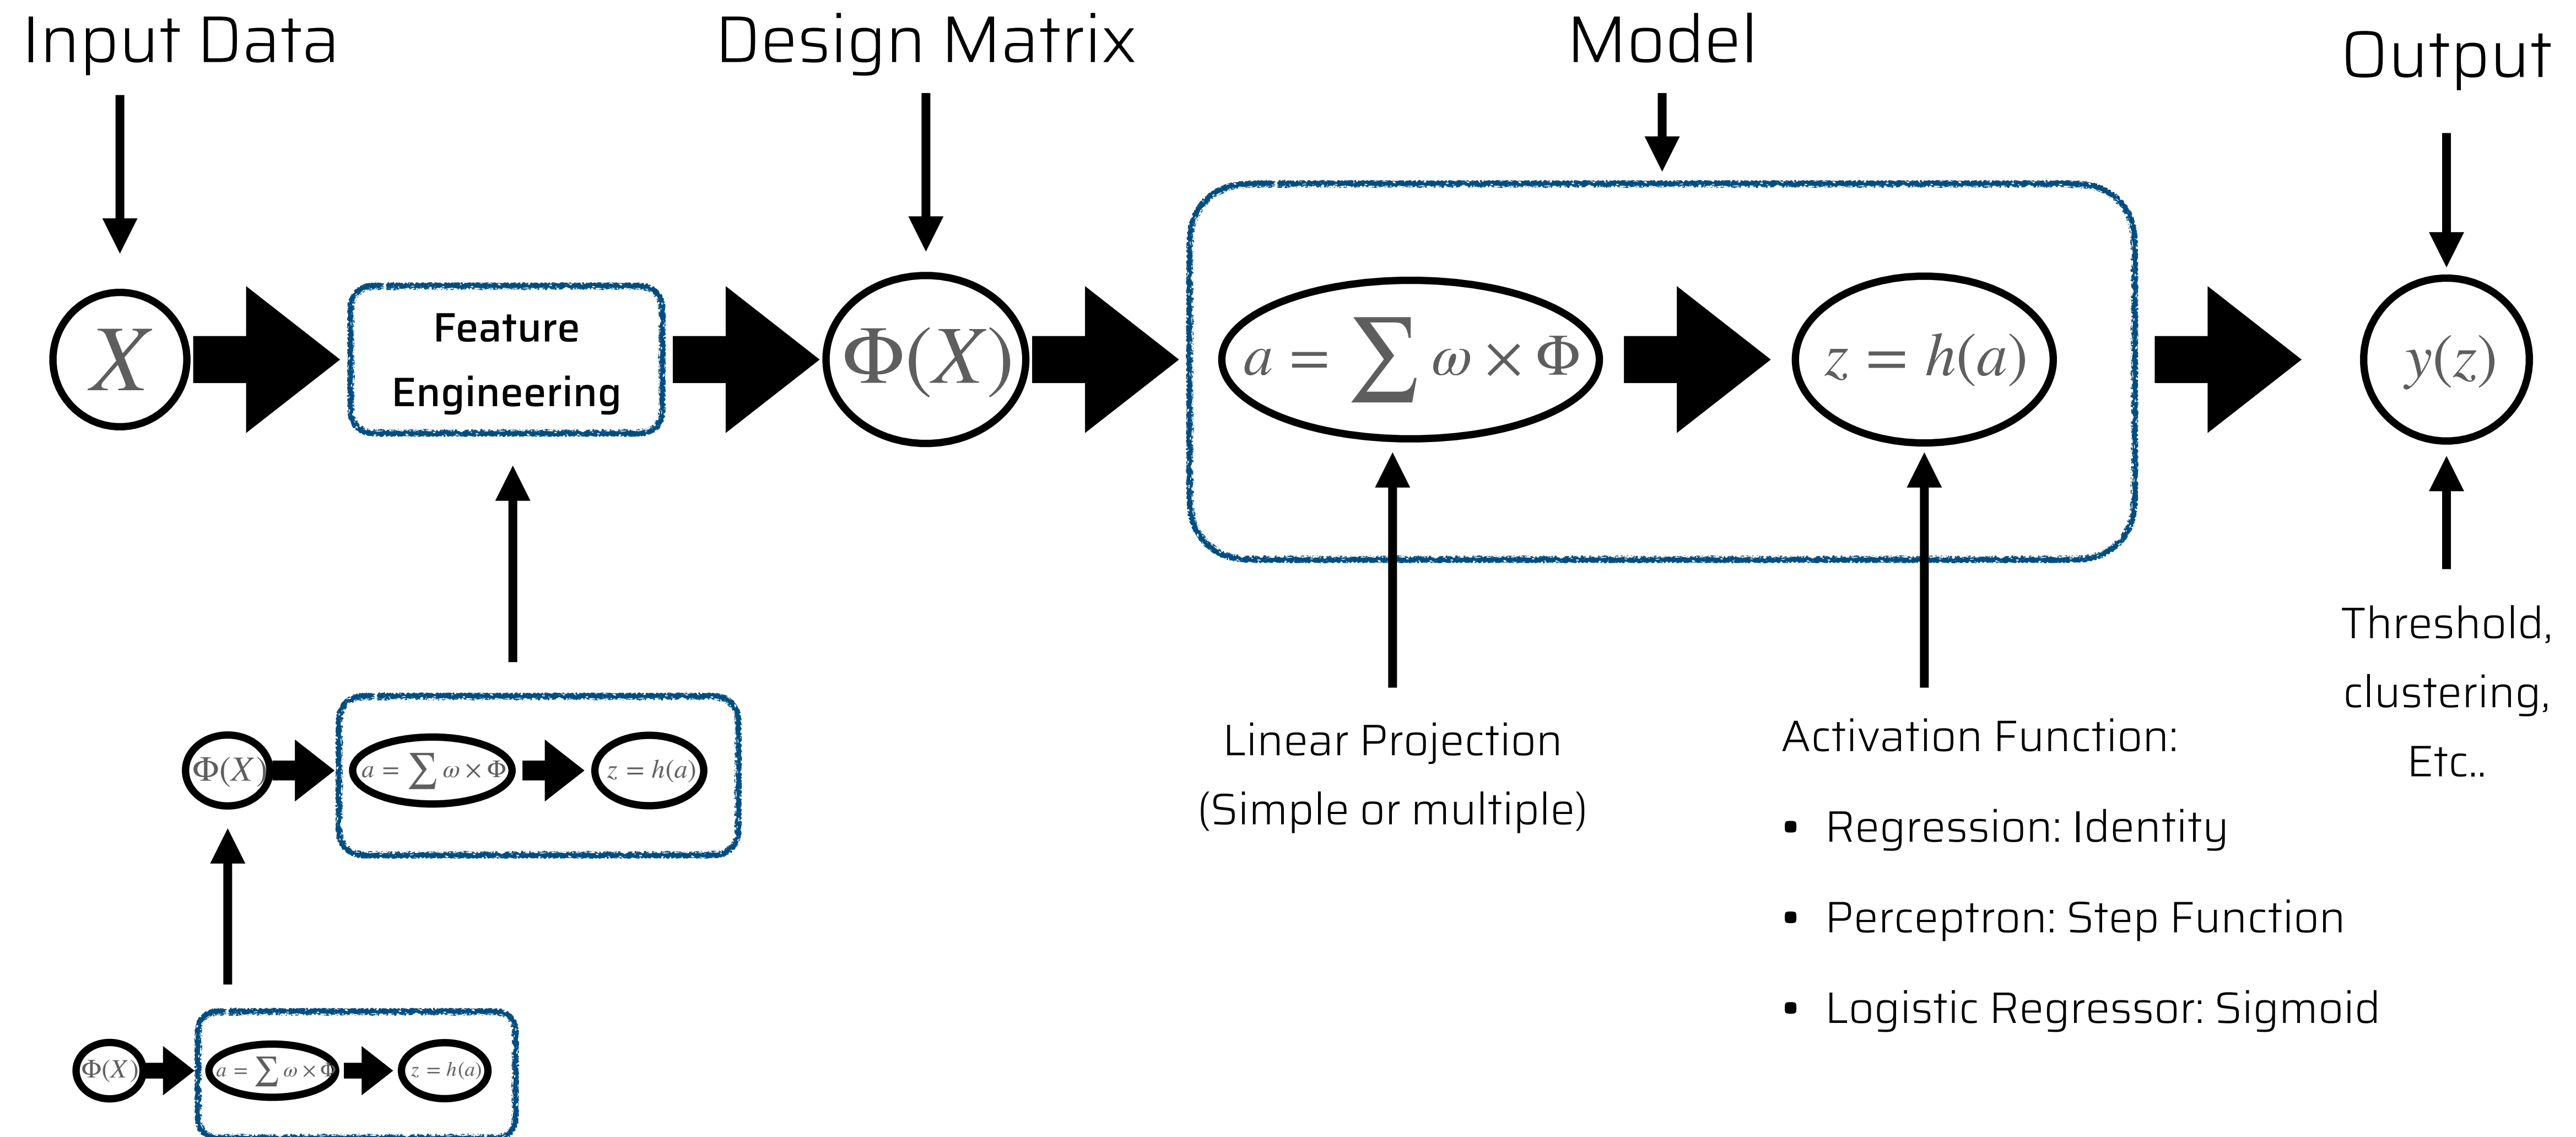 Input Data
Design Matrix
Model
Output
X
Feature
Engineering
Φ(X)
a = ∑ ω × Φ
z = h(a)
y(z)
Threshold,
clustering,
Etc..
Linear Projection
(Simple or multiple)
Activation Function:
• Regression: Identity
• Perceptron: Step Function
• Logistic Regressor: Sigmoid
Φ(X)
a = ∑ ω × Φ
z = h(a)
Φ(X)
a = ∑ ω × Φ
z = h(a)